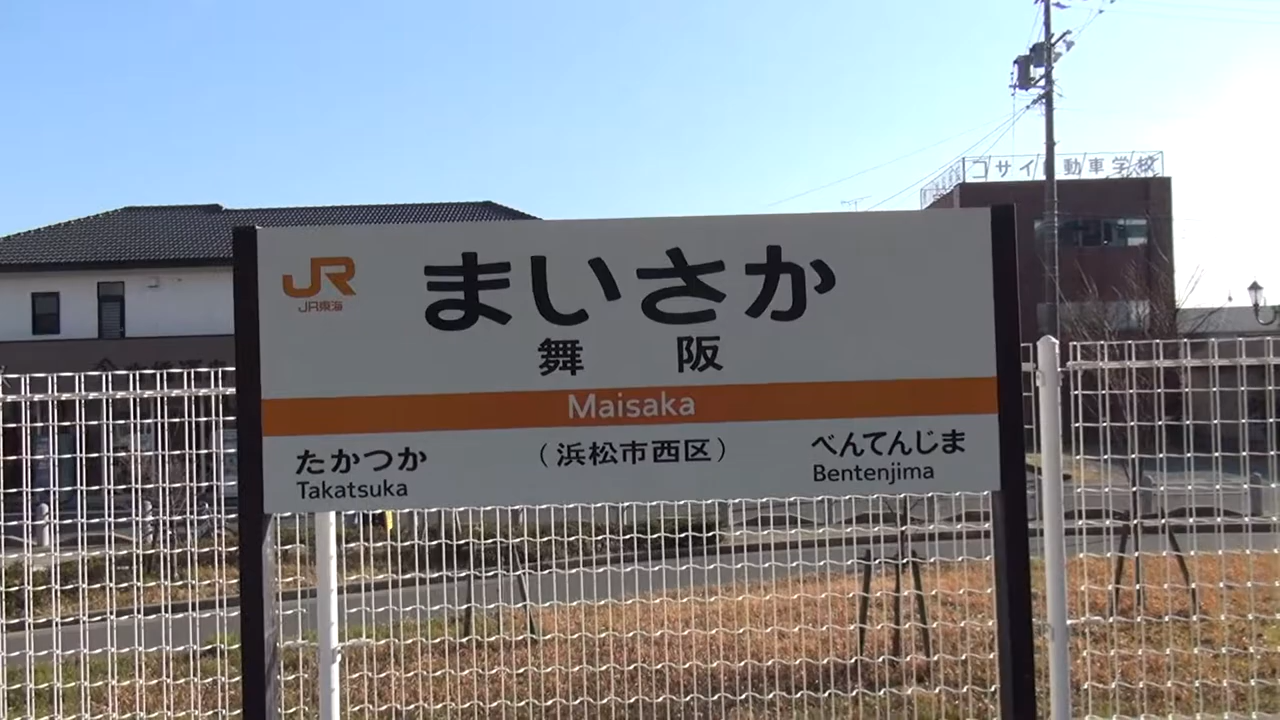 コサイ自動車学校
JR
JR東海
まいさか
舞阪
Maisaka
たかつか
Takatsuka
(浜松市西区)
べんてんじま
Bentenjima